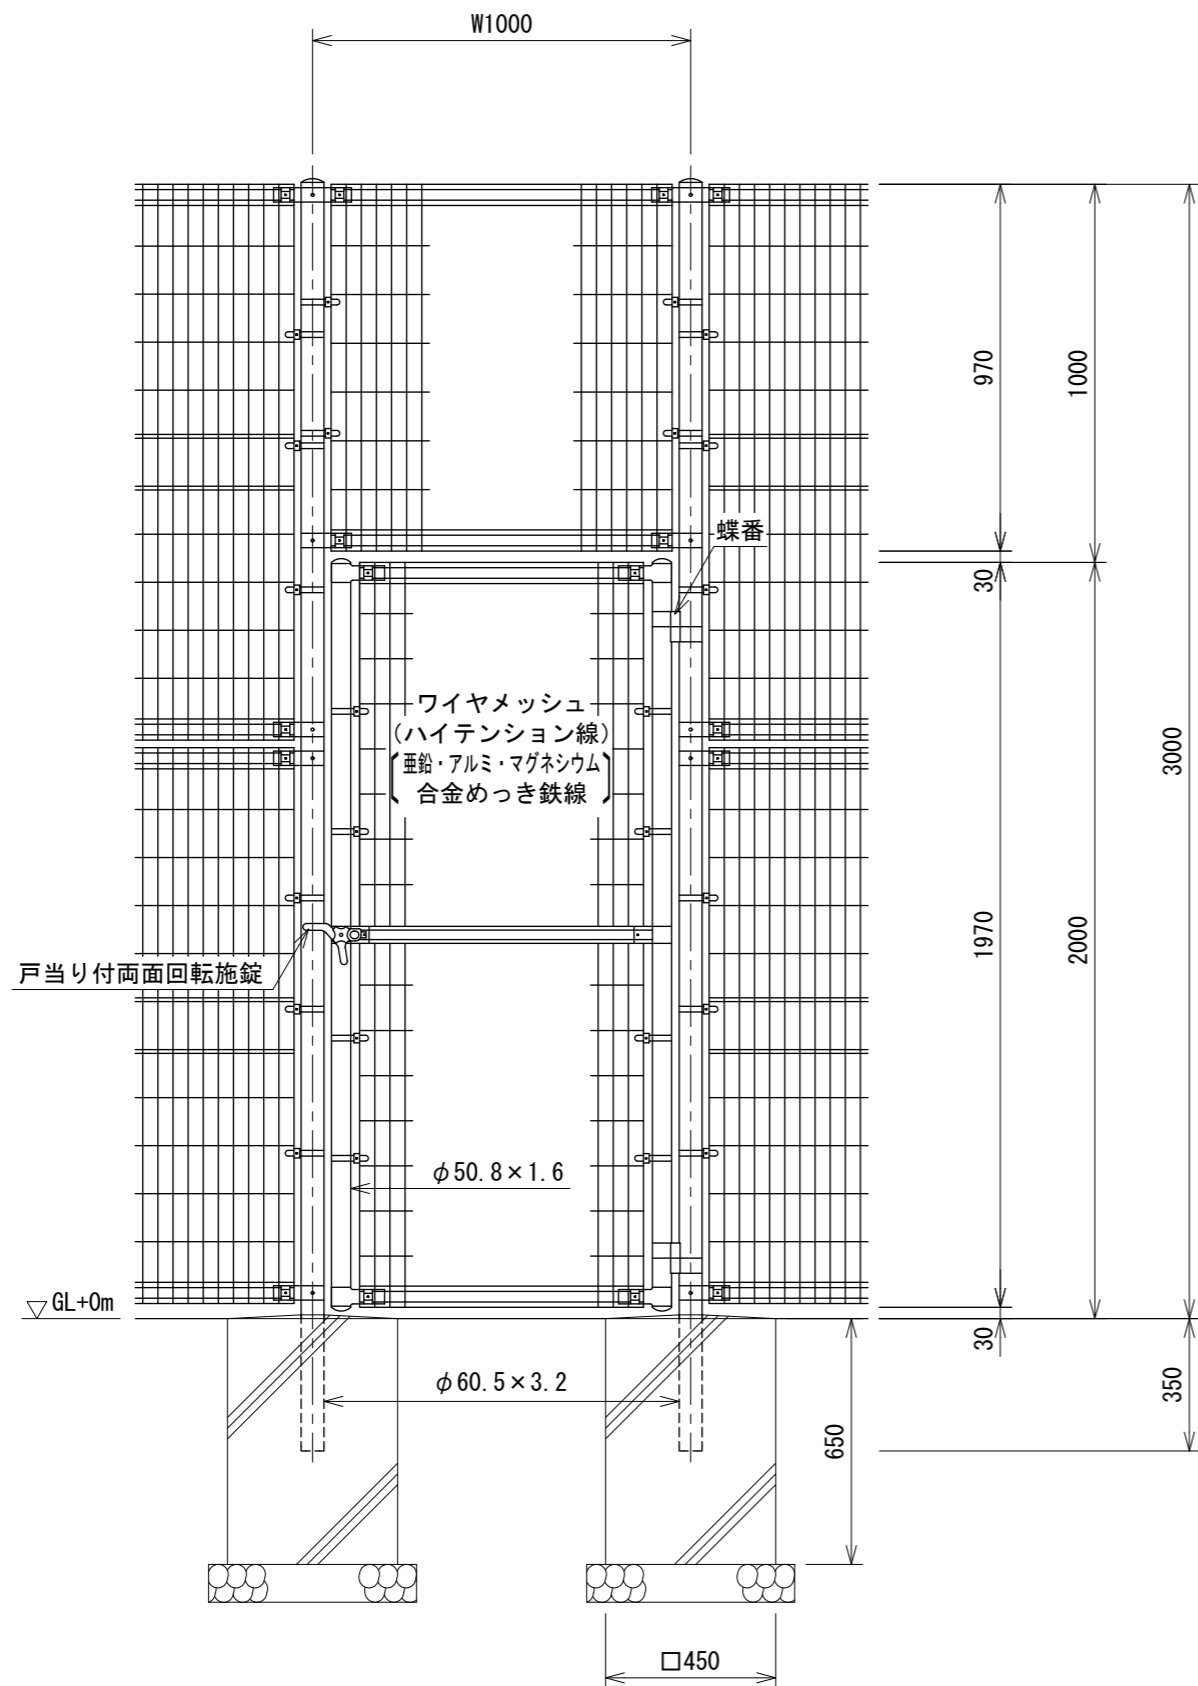 W1000
970
1000
蝶番
30
ワイヤメッシュ
(ハイテンション線)
亜鉛・アルミ・マグネシウム
合金めっき鉄線
3000
1970
2000
戸当り付両面回転施錠
φ50.8×1.6
GL+0m
30
φ60.5×3.2
350
650
□450